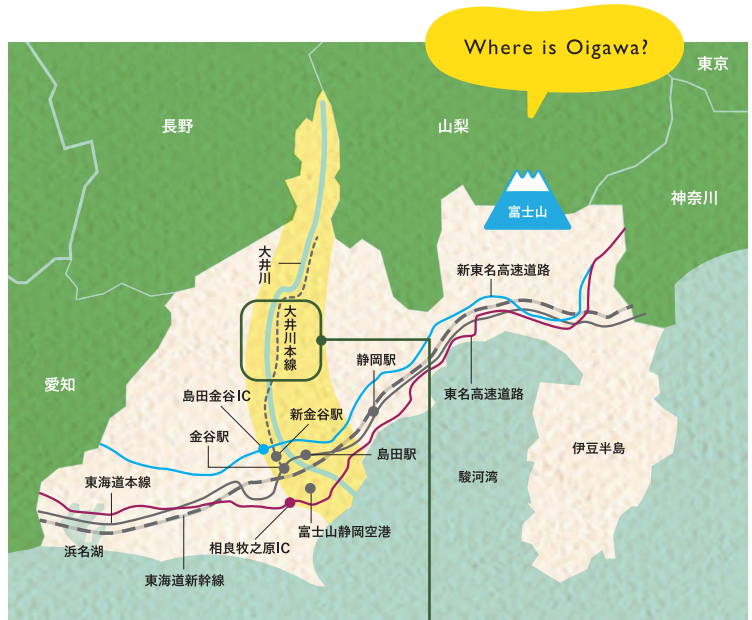 Where is Oigawa?
東京
長野
山梨
神奈川
富士山
大井川
新東名高速道路
大井川本線
静岡駅
愛知
島田金谷IC
東名高速道路
新金谷駅
金谷駅
島田駅
伊豆半島
東海道本線
駿河湾
富士山静岡空港
浜名湖
相良牧之原IC
東海道新幹線